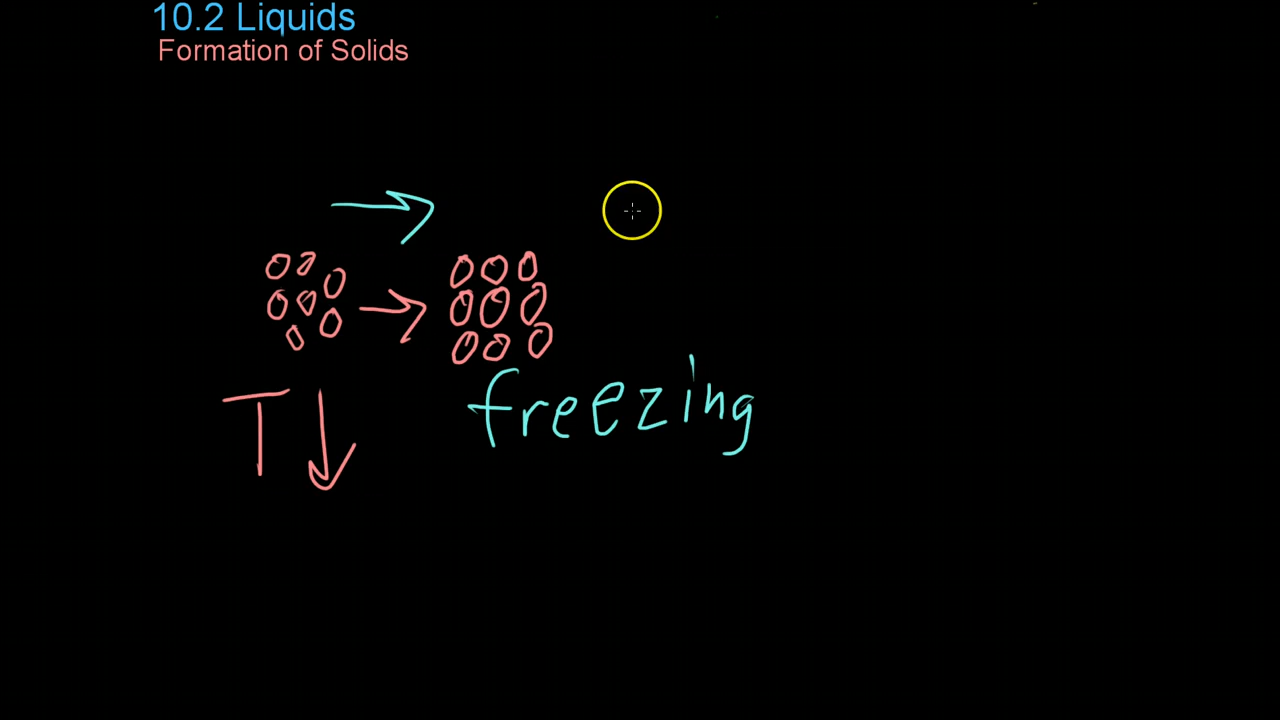 10.2 Liquids
Formation of Solids
T↓
freezing